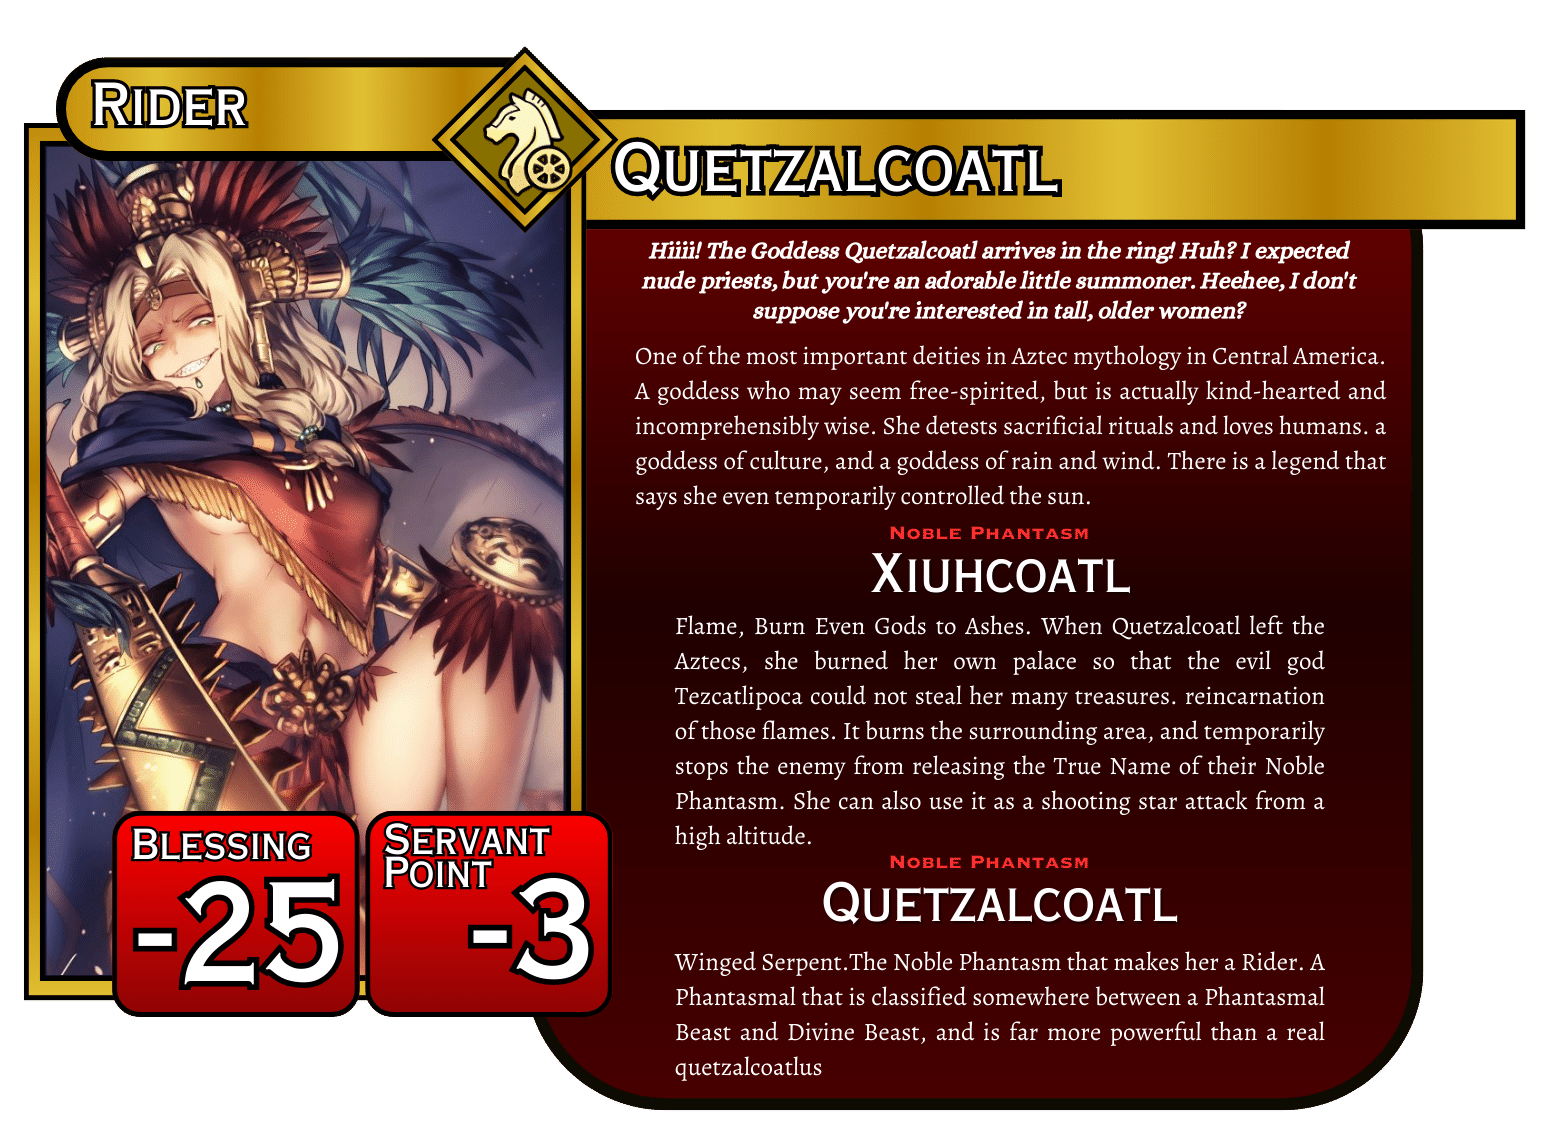 RIDER
QUETZALCOATL
Hiiii! The Goddess Quetzalcoatl arrives in the ring! Huh? I expected
nude priests, but you're an adorable little summoner. Heehee, I don't
suppose you're interested in tall, older women?
One of the most important deities in Aztec mythology in Central America.
A goddess who may seem free-spirited, but is actually kind-hearted and
incomprehensibly wise. She detests sacrificial rituals and loves humans. a
goddess of culture, and a goddess of rain and wind. There is a legend that
says she even temporarily controlled the sun.
NOBLE PHANTASM
XIUHCOATL
Flame, Burn Even Gods to Ashes. When Quetzalcoatl left the
Aztecs, she burned her own palace so that the evil god
Tezcatlipoca could not steal her many treasures. reincarnation
of those flames. It burns the surrounding area, and temporarily
stops the enemy from releasing the True Name of their Noble
Phantasm. She can also use it as a shooting star attack from a
high altitude.
NOBLE PHANTASM
QUETZALCOATL
Winged Serpent.The Noble Phantasm that makes her a Rider. A
Phantasmal that is classified somewhere between a Phantasmal
Beast and Divine Beast, and is far more powerful than a real
quetzalcoatlus
BLESSING
-25
SERVANT
POINT
-3